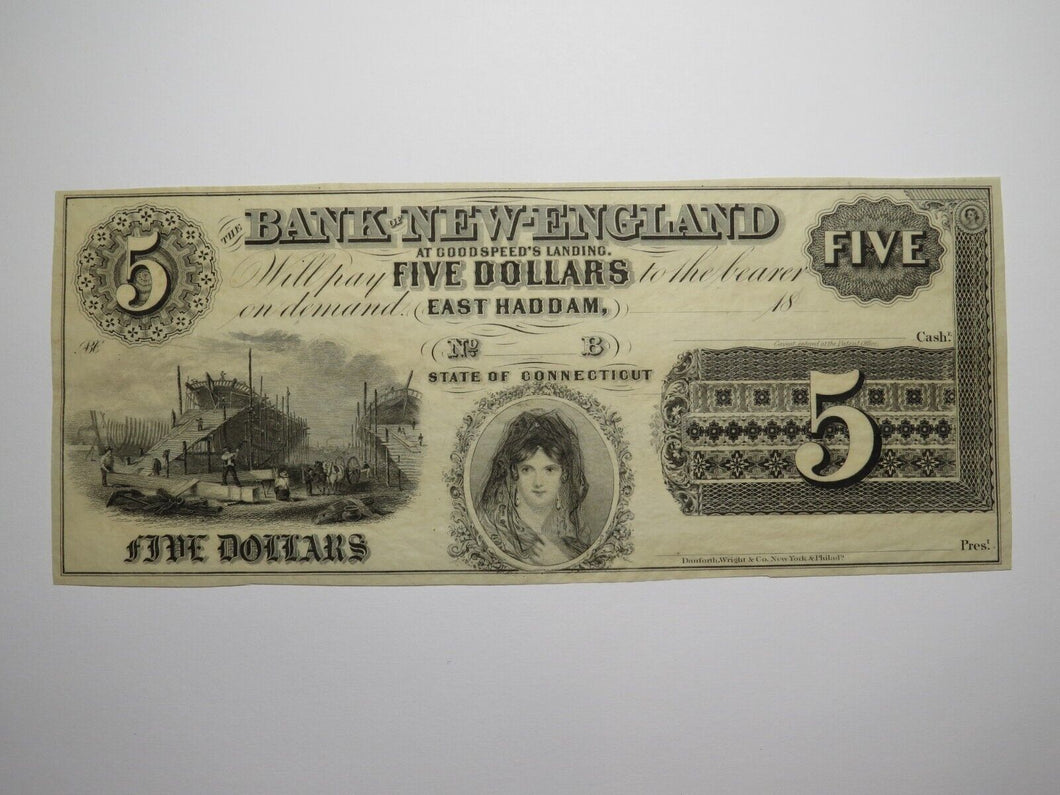 THE BANK OF NEW-ENGLAND
AT GOODSPEED'S LANDING.
5
FIVE
Will pay FIVE DOLLARS to the bearer
on demand. EAST HADDAM, 18
Cash.r
No B
STATE OF CONNECTICUT
5
FIVE DOLLARS
Pres.t
Danforth, Wright & Co. New York & Philad.a